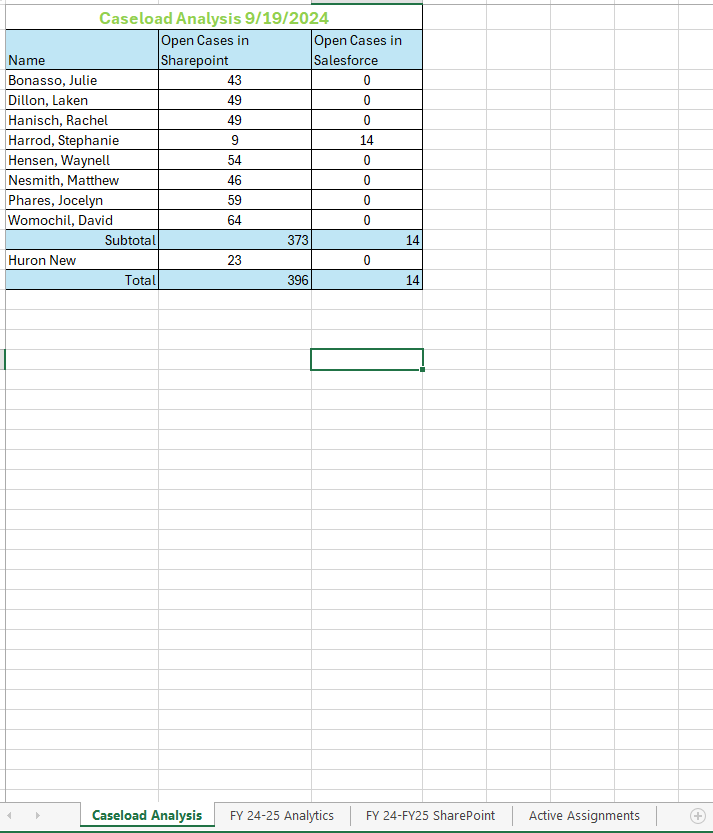 Caseload Analysis 9/19/2024
Name Open Cases in Sharepoint Open Cases in Salesforce
Bonasso, Julie 43 0
Dillon, Laken 49 0
Hanisch, Rachel 49 0
Harrod, Stephanie 9 14
Hensen, Waynell 54 0
Nesmith, Matthew 46 0
Phares, Jocelyn 59 0
Womochil, David 64 0
Subtotal 373 14
Huron New 23 0
Total 396 14
Caseload Analysis FY 24-25 Analytics FY 24-FY25 SharePoint Active Assignments